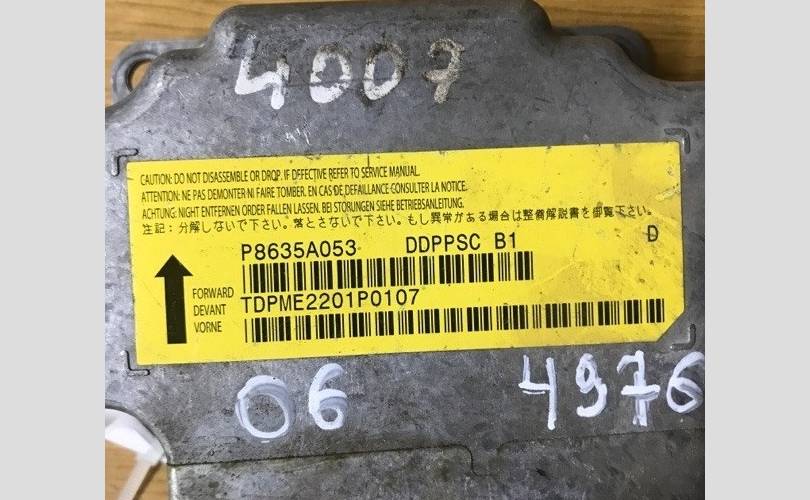 4007
CAUTION: DO NOT DISASSEMBLE OR DROP. IF DFFECTIVE REFER TO SERVICE MANUAL.
ATTENTION: NE PAS DEMONTER NI FAIRE TOMBER. EN CAS DE DEFAILLANCE CONSULTER LA NOTICE.
ACHTUNG: NIGHT ENTFERNEN ORDER FALLEN LASSEN. BEI STORUNGEN SIEHE BETRIEBSANLEITUNG.
注記: 分解しないで下さい。落とさないで下さい。もし異常がある場合は整備解説書を御覧下さい。
P8635A053 DDPPSC B1 D
FORWARD
TDPME2201P0107
DEVANT
VORNE
06 4976